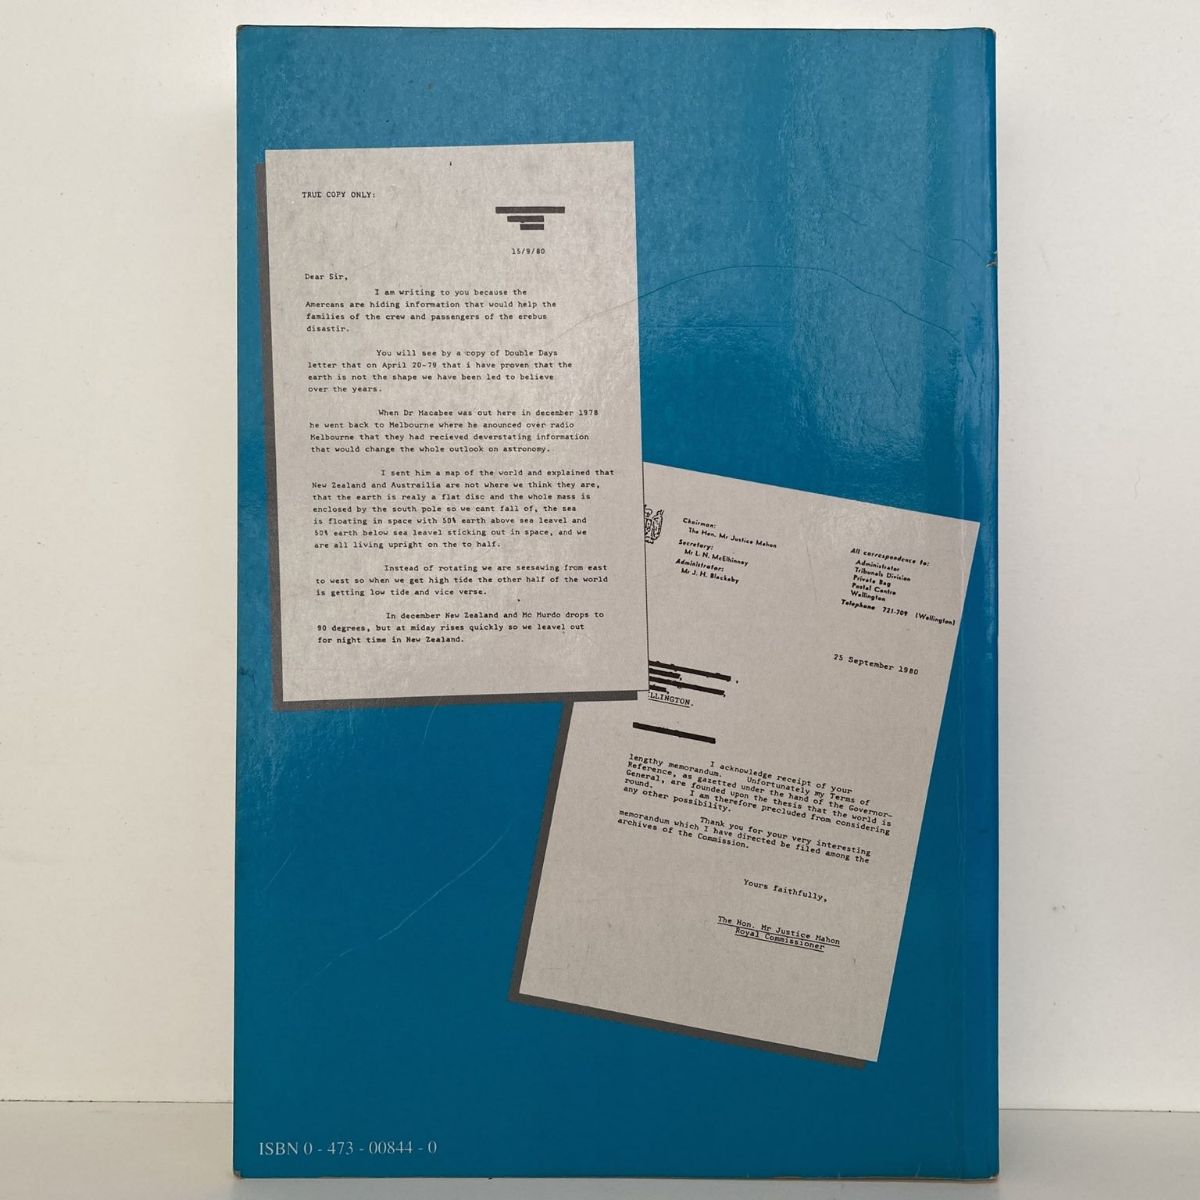 TRUE COPY ONLY:
15/9/80
Dear Sir,
I am writing to you because the
Amercans are hiding information that would help the
families of the crew and passengers of the erebus
disastir.
You will see by a copy of Double Days
letter that on April 20-79 that i have proven that the
earth is not the shape we have been led to believe
over the years.
When Dr Macabee was out here in december 1978
he went back to Melbourne where he anounced over radio
Melbourne that they had recieved deverstating information
that would change the whole outlook on astronomy.
I sent him a map of the world and explained that
New Zealand and Austrailia are not where we think they are,
that the earth is realy a flat disc and the whole mass is
enclosed by the south pole so we cant fall of, the sea
is floating in space with 50% earth above sea leavel and
50% earth below sea leavel sticking out in space, and we
are all living upright on the to half.
Instead of rotating we are seesawing from east
to west so when we get high tide the other half of the world
is getting low tide and vice verse.
In december New Zealand and Mc Murdo drops to
90 degrees, but at miday rises quickly so we leavel out
for night time in New Zealand.
Chairman:
The Hon. Mr Justice Mahon
Secretary:
Mr L. N. McElhinney
Administrator:
Mr J. H. Blackaby
All correspondence to:
Administrator
Tribunals Division
Private Bag
Postal Centre
Wellington
Telephone 721-709 (Wellington)
25 September 1980
ELLINGTON.
I acknowledge receipt of your
lengthy memorandum. Unfortunately my Terms of
Reference, as gazetted under the hand of the Governor-
General, are founded upon the thesis that the world is
round. I am therefore precluded from considering
any other possibility.
Thank you for your very interesting
memorandum which I have directed be filed among the
archives of the Commission.
Yours faithfully,
The Hon. Mr Justice Mahon
Royal Commissioner
ISBN 0 - 473 - 00844 - 0